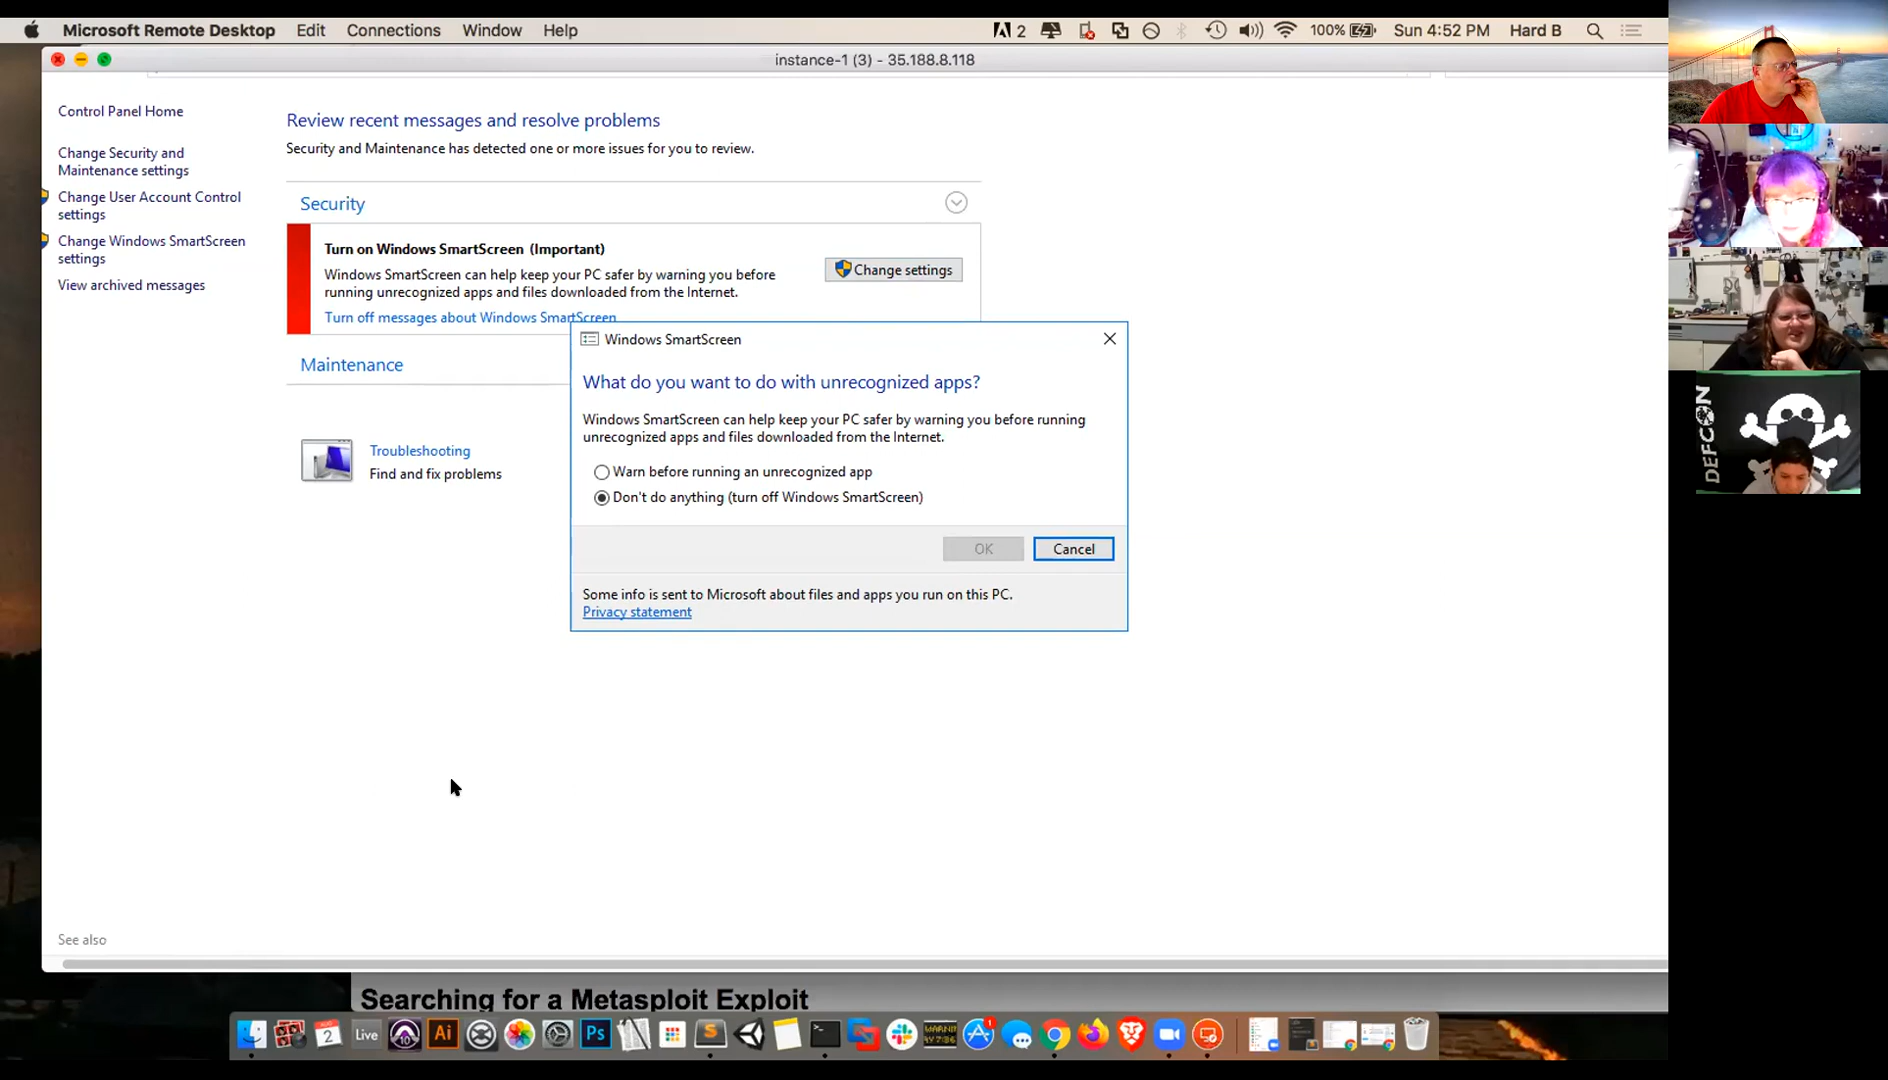 Microsoft Remote Desktop Edit Connections Window Help
2 100% Sun 4:52 PM Hard B
instance-1 (3) - 35.188.8.118
Control Panel Home
Change Security and
Maintenance settings
Change User Account Control
settings
Change Windows SmartScreen
settings
View archived messages
Review recent messages and resolve problems
Security and Maintenance has detected one or more issues for you to review.
Security
Turn on Windows SmartScreen (Important)
Windows SmartScreen can help keep your PC safer by warning you before
running unrecognized apps and files downloaded from the Internet.
Change settings
Turn off messages about Windows SmartScreen
Maintenance
Troubleshooting
Find and fix problems
Windows SmartScreen
What do you want to do with unrecognized apps?
Windows SmartScreen can help keep your PC safer by warning you before running
unrecognized apps and files downloaded from the Internet.
Warn before running an unrecognized app
Don't do anything (turn off Windows SmartScreen)
OK Cancel
Some info is sent to Microsoft about files and apps you run on this PC.
Privacy statement
See also
Searching for a Metasploit Exploit
2 Live 10 Ai Ps S 1
DEFCON